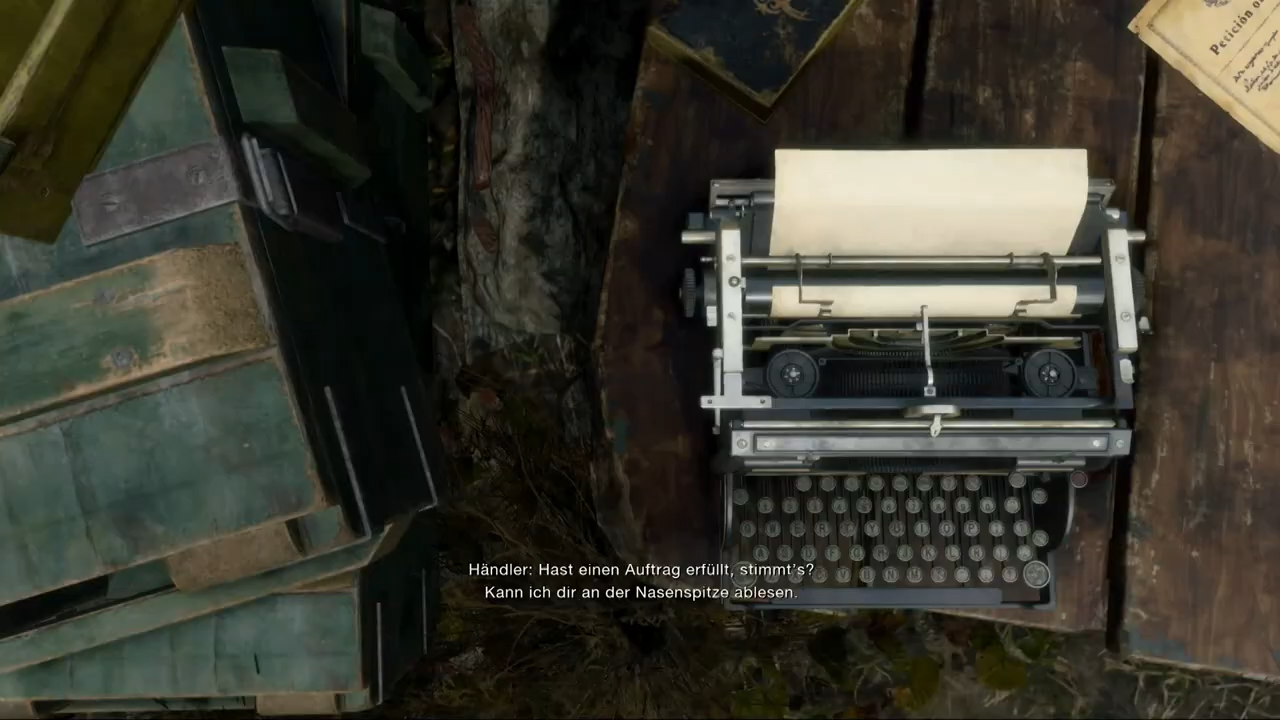 Petición o
Händler: Hast einen Auftrag erfüllt, stimmt's?
Kann ich dir an der Nasenspitze ablesen.